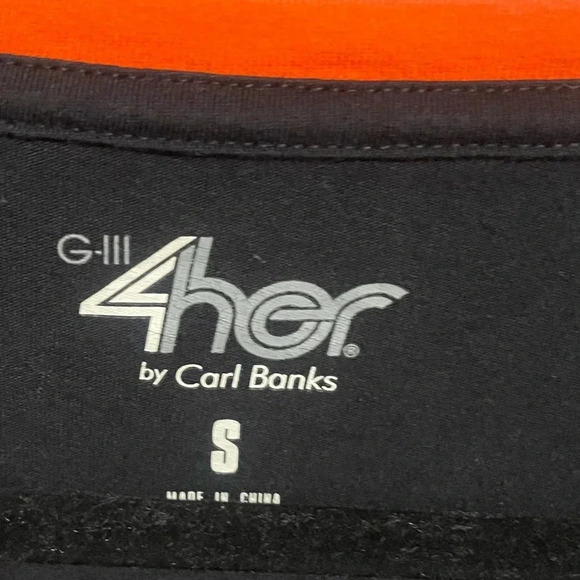 G-III
4her®
by Carl Banks
S
MADE IN CHINA